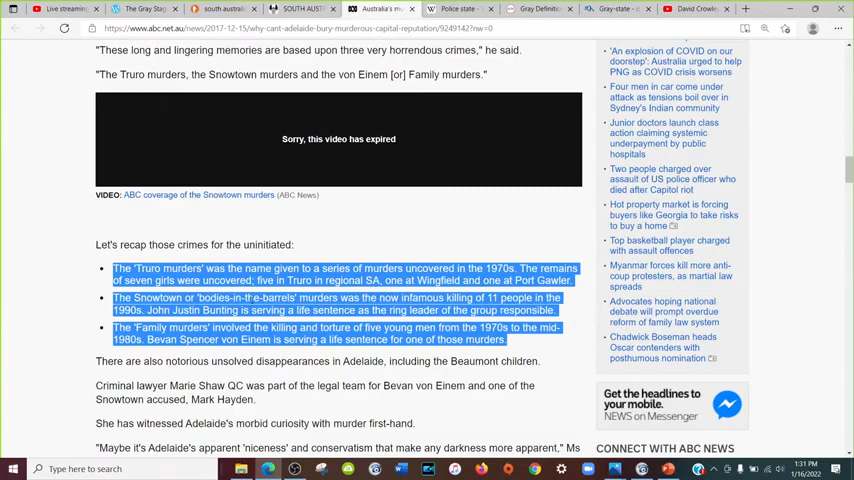 Live streaming
The Gray Stag
south australi
SOUTH AUSTR
Australia's mu
Police state - W
Gray Definition
Gray-state - di
David Crowley
https://www.abc.net.au/news/2017-12-15/why-cant-adelaide-bury-murderous-capital-reputation/9249142?nw=0
"These long and lingering memories are based upon three very horrendous crimes," he said.
"The Truro murders, the Snowtown murders and the von Einem [or] Family murders."
Sorry, this video has expired
VIDEO: ABC coverage of the Snowtown murders (ABC News)
Let's recap those crimes for the uninitiated:
• The 'Truro murders' was the name given to a series of murders uncovered in the 1970s. The remains
of seven girls were uncovered; five in Truro in regional SA, one at Wingfield and one at Port Gawler.
• The Snowtown or 'bodies-in-the-barrels' murders was the now infamous killing of 11 people in the
1990s. John Justin Bunting is serving a life sentence as the ring leader of the group responsible.
• The 'Family murders' involved the killing and torture of five young men from the 1970s to the mid-
1980s. Bevan Spencer von Einem is serving a life sentence for one of those murders.
There are also notorious unsolved disappearances in Adelaide, including the Beaumont children.
Criminal lawyer Marie Shaw QC was part of the legal team for Bevan von Einem and one of the
Snowtown accused, Mark Hayden.
She has witnessed Adelaide's morbid curiosity with murder first-hand.
"Maybe it's Adelaide's apparent 'niceness' and conservatism that make any darkness more apparent," Ms
• 'An explosion of COVID on our
doorstep': Australia urged to help
PNG as COVID crisis worsens
• Four men in car come under
attack as tensions boil over in
Sydney's Indian community
• Junior doctors launch class
action claiming systemic
underpayment by public
hospitals
• Two people charged over
assault of US police officer who
died after Capitol riot
• Hot property market is forcing
buyers like Georgia to take risks
to buy a home
• Top basketball player charged
with assault offences
• Myanmar forces kill more anti-
coup protesters, as martial law
spreads
• Advocates hoping national
debate will prompt overdue
reform of family law system
• Chadwick Boseman heads
Oscar contenders with
posthumous nomination
Get the headlines to
your mobile.
NEWS on Messenger
CONNECT WITH ABC NEWS
Type here to search
1:31 PM
1/16/2022